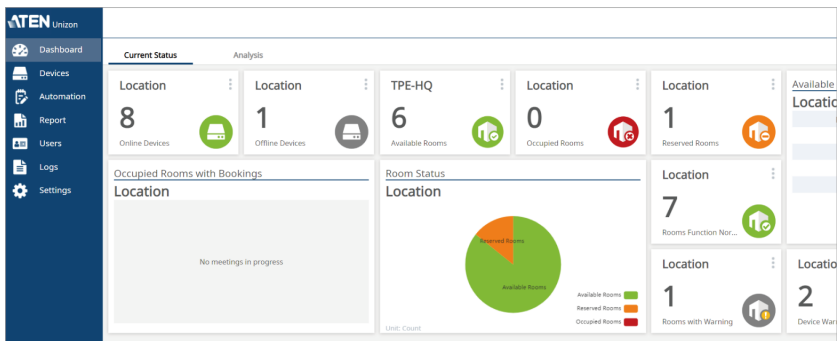 ATEN Unizon
Dashboard
Devices
Automation
Report
Users
Logs
Settings
Current Status
Analysis
Location
8
Online Devices
Location
1
Offline Devices
TPE-HQ
6
Available Rooms
Location
0
Occupied Rooms
Location
1
Reserved Rooms
Available
Locatio
Occupied Rooms with Bookings
Location
No meetings in progress
Room Status
Location
Reserved Rooms
Available Rooms
Available Rooms
Reserved Rooms
Occupied Rooms
Unit: Count
Location
7
Rooms Function Nor...
Location
1
Rooms with Warning
Locatio
2
Device War